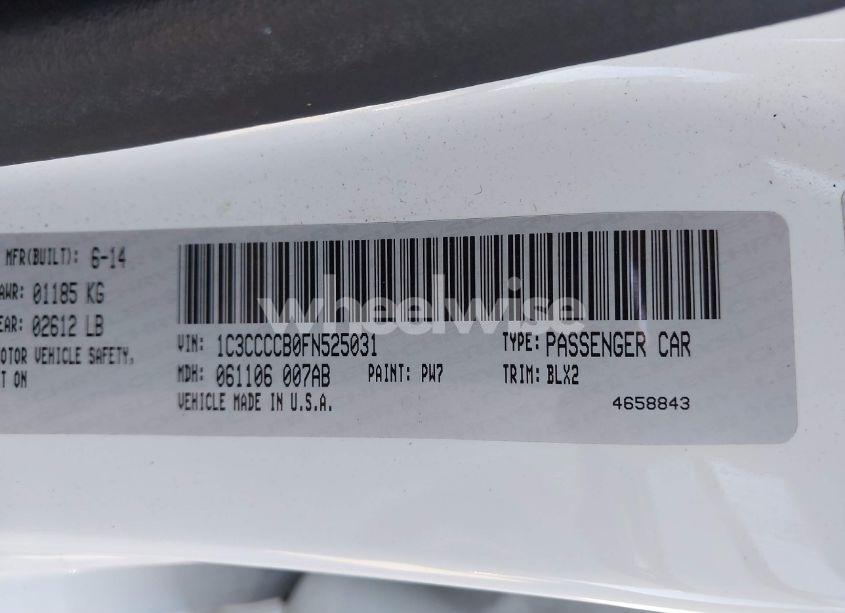 MFR(BUILT): 6-14
AWR: 01185 KG
EAR: 02612 LB
OTOR VEHICLE SAFETY,
T ON
wheelwise
VIN: 1C3CCCCB0FN525031 TYPE: PASSENGER CAR
MDH: 061106 007AB PAINT: PW7 TRIM: BLX2
VEHICLE MADE IN U.S.A. 4658843